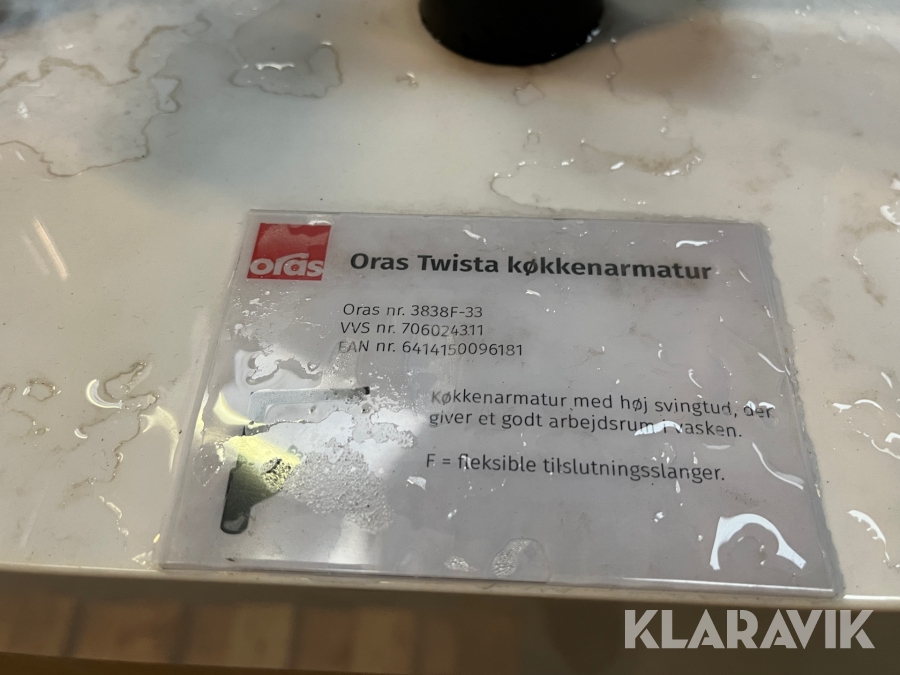 oras
Oras Twista køkkenarmatur
Oras nr. 3838F-33
VVS nr. 706024311
EAN nr. 6414150096181
Køkkenarmatur med høj svingtud, der
giver et godt arbejdsrum i vasken.
F = fleksible tilslutningsslanger.
KLARAVIK